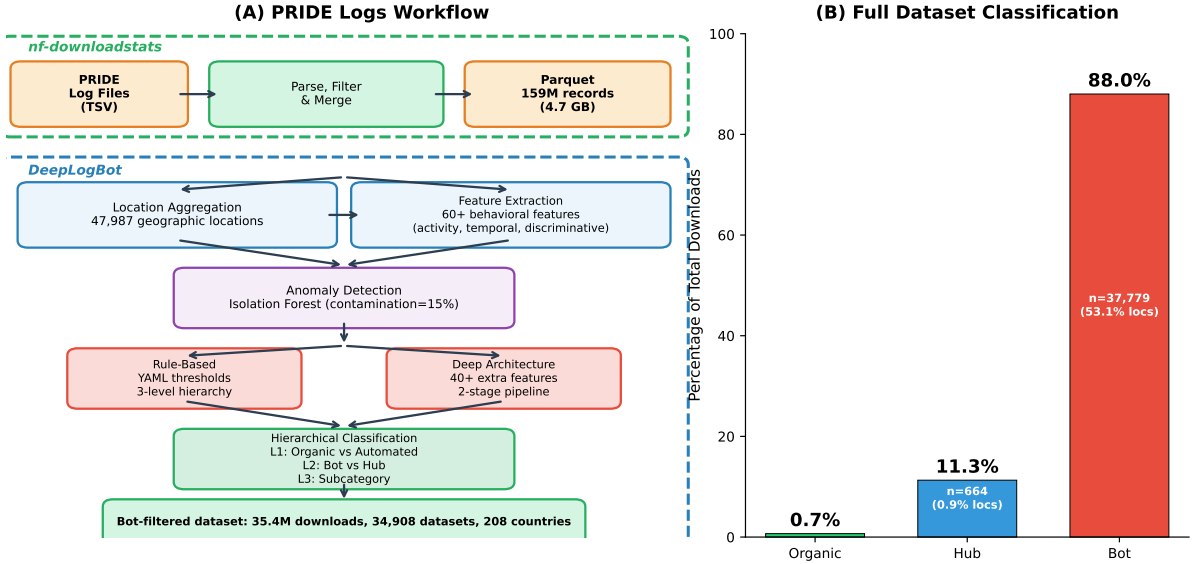 (A) PRIDE Logs Workflow
nf-downloadstats
PRIDE
Log Files
(TSV)
Parse, Filter
& Merge
Parquet
159M records
(4.7 GB)
DeepLogBot
Location Aggregation
47,987 geographic locations
Feature Extraction
60+ behavioral features
(activity, temporal, discriminative)
Anomaly Detection
Isolation Forest (contamination=15%)
Rule-Based
YAML thresholds
3-level hierarchy
Deep Architecture
40+ extra features
2-stage pipeline
Hierarchical Classification
L1: Organic vs Automated
L2: Bot vs Hub
L3: Subcategory
Bot-filtered dataset: 35.4M downloads, 34,908 datasets, 208 countries
(B) Full Dataset Classification
Percentage of Total Downloads
100
80
60
40
20
0
0.7%
11.3%
n=664
(0.9% locs)
88.0%
n=37,779
(53.1% locs)
Organic
Hub
Bot